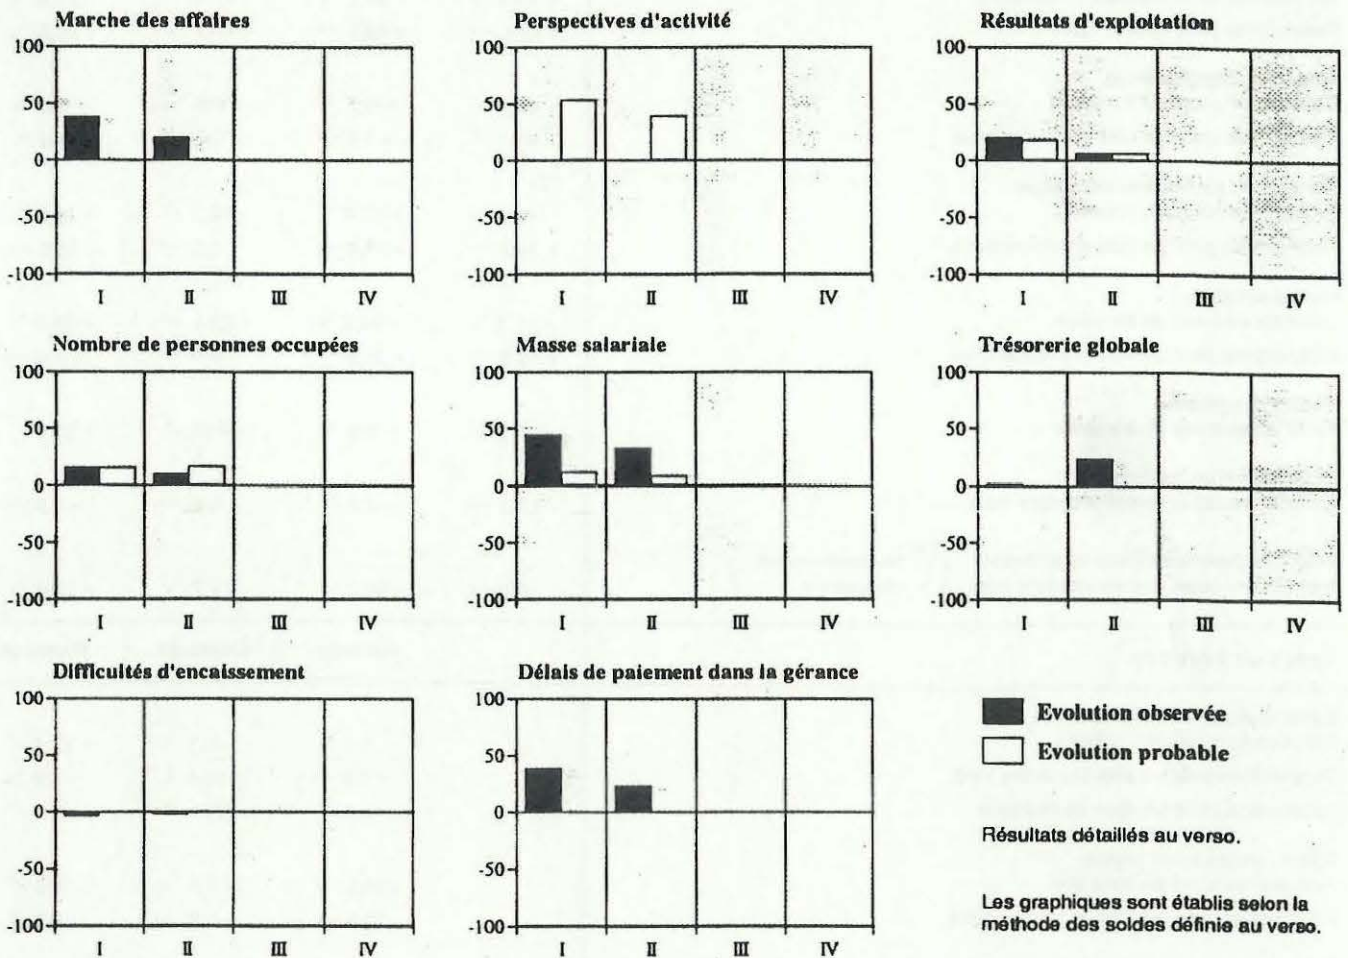 Marche des affaires
100
50
0
-50
-100
I II III IV
Perspectives d'activité
100
50
0
-50
-100
I II III IV
Résultats d'exploitation
100
50
0
-50
-100
I II III IV
Nombre de personnes occupées
100
50
0
-50
-100
I II III IV
Masse salariale
100
50
0
-50
-100
I II III IV
Trésorerie globale
100
50
0
-50
-100
I II III IV
Difficultés d'encaissement
100
50
0
-50
-100
I II III IV
Délais de paiement dans la gérance
100
50
0
-50
-100
I II III IV
Evolution observée
Evolution probable
Résultats détaillés au verso.
Les graphiques sont établis selon la
méthode des soldes définie au verso.